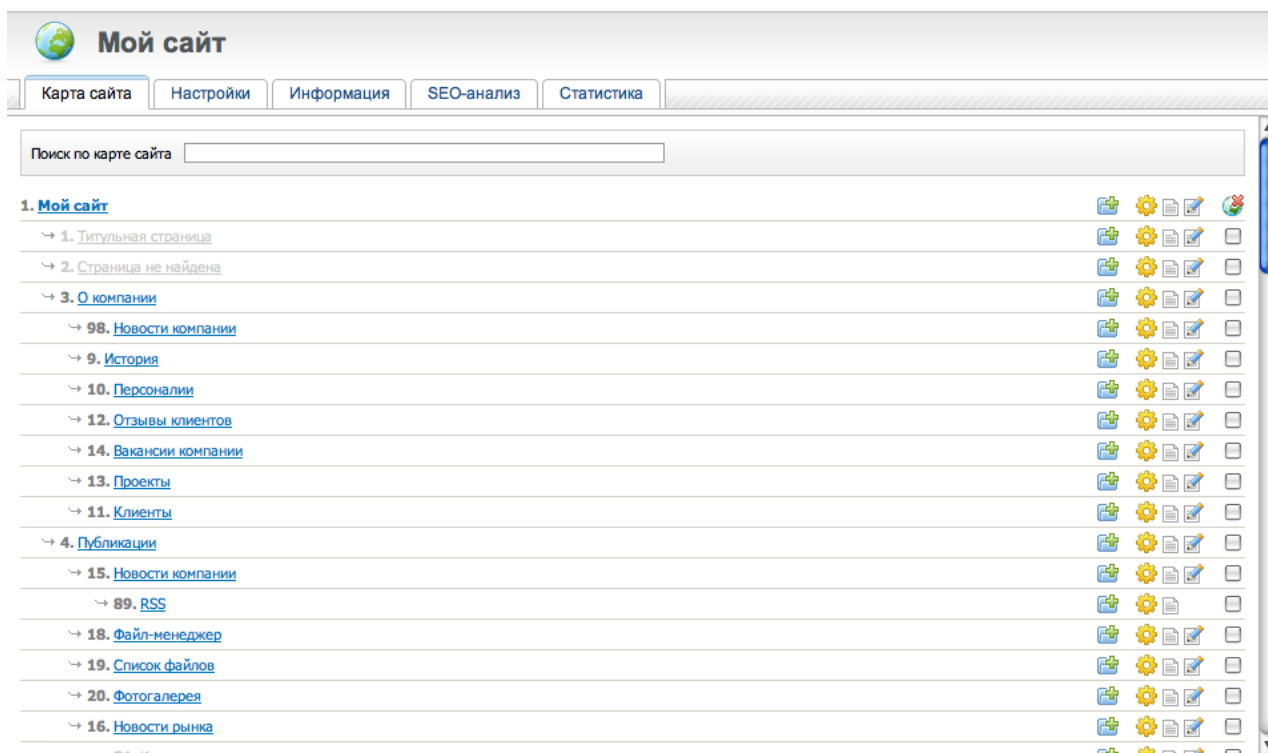 Мой сайт
Карта сайта Настройки Информация SEO-анализ Статистика
Поиск по карте сайта
1. Мой сайт
1. Титульная страница
2. Страница не найдена
3. О компании
98. Новости компании
9. История
10. Персоналии
12. Отзывы клиентов
14. Вакансии компании
13. Проекты
11. Клиенты
4. Публикации
15. Новости компании
89. RSS
18. Файл-менеджер
19. Список файлов
20. Фотогалерея
16. Новости рынка